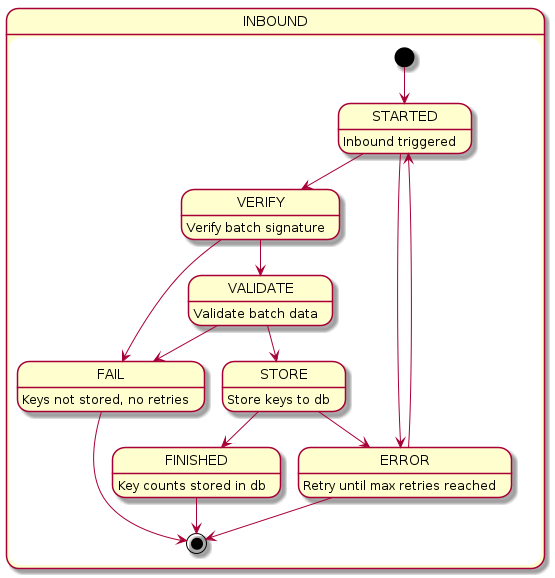 INBOUND
STARTED
Inbound triggered
VERIFY
Verify batch signature
VALIDATE
Validate batch data
FAIL
Keys not stored, no retries
STORE
Store keys to db
FINISHED
Key counts stored in db
ERROR
Retry until max retries reached